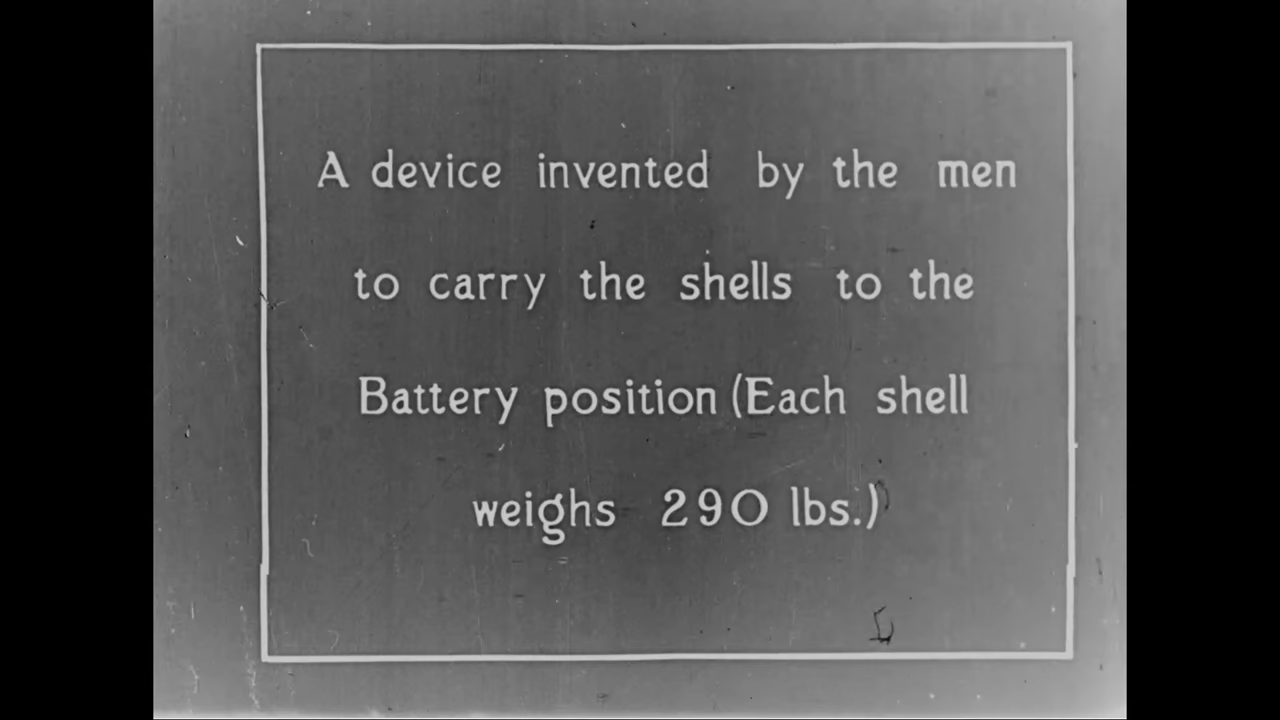 A device invented by the men
to carry the shells to the
Battery position (Each shell
weighs 290 lbs.)